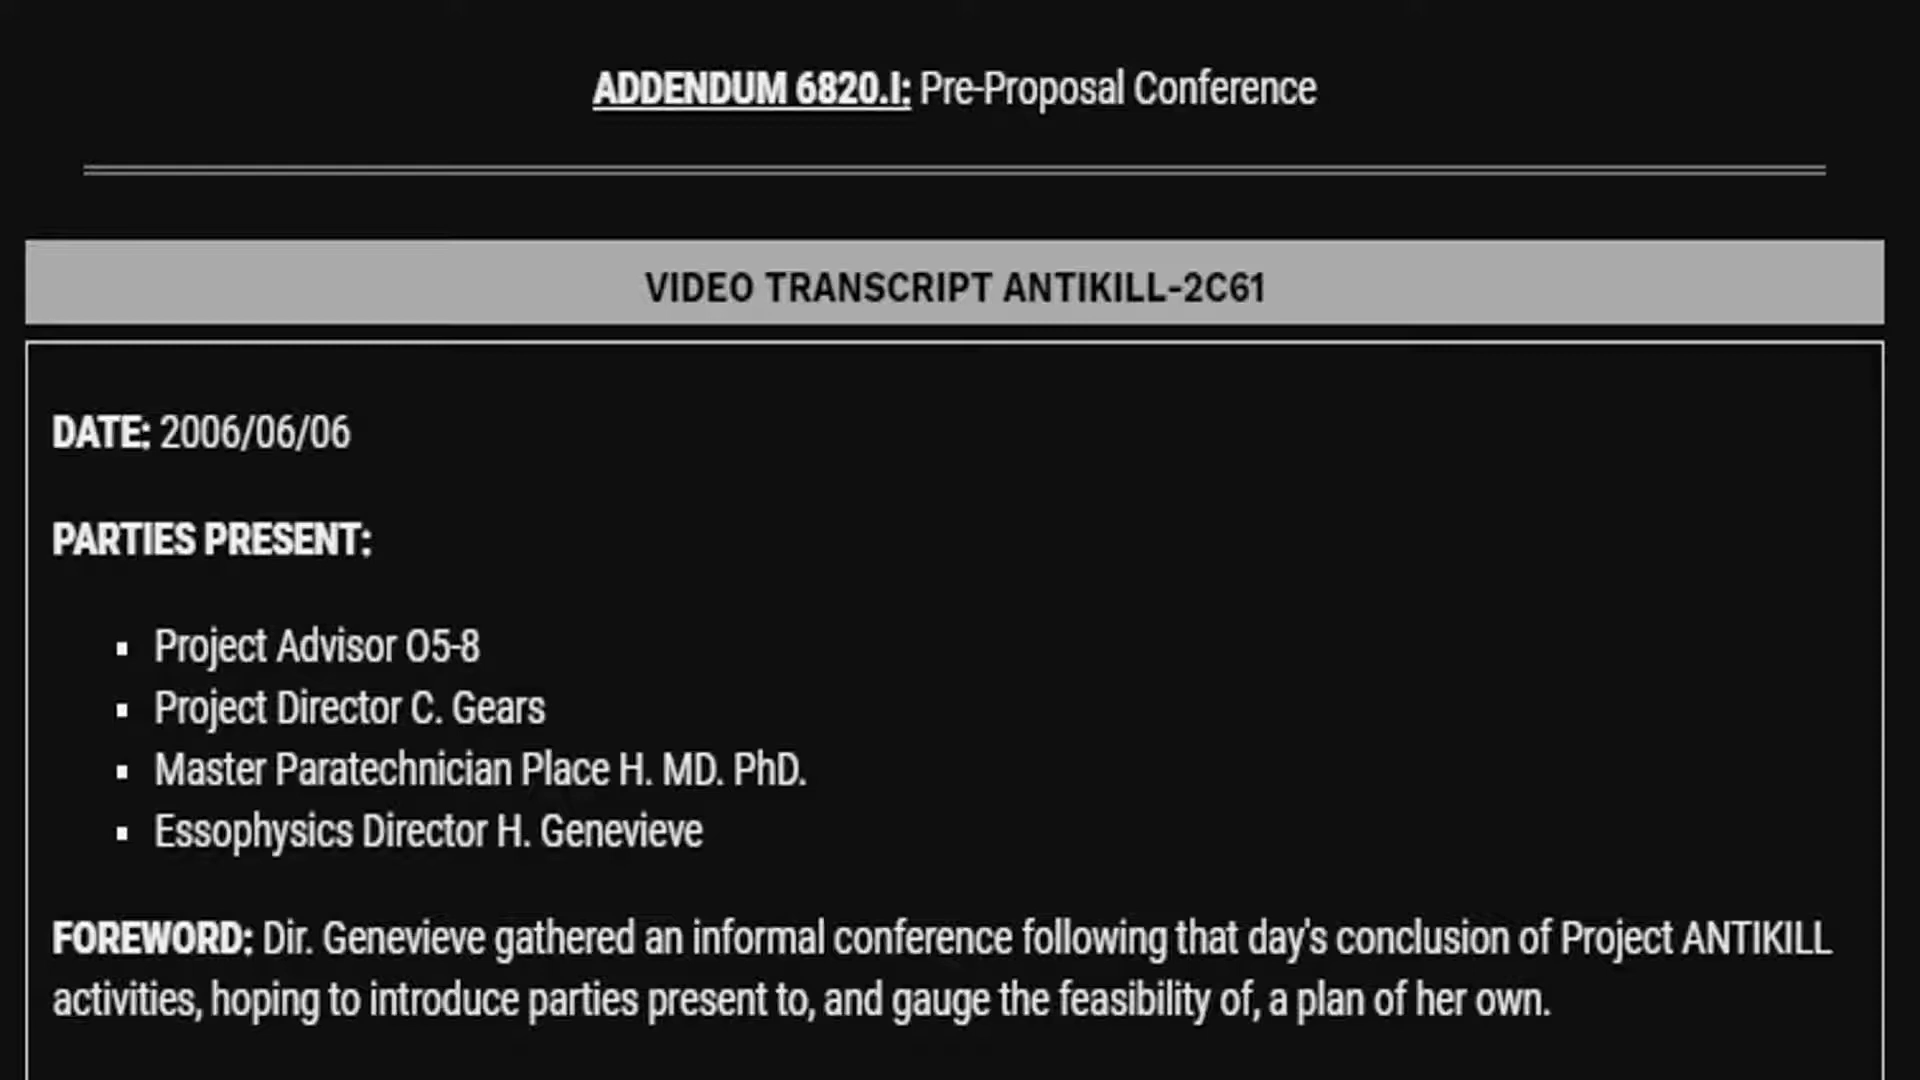 ADDENDUM 6820.I: Pre-Proposal Conference
VIDEO TRANSCRIPT ANTIKILL-2C61
DATE: 2006/06/06
PARTIES PRESENT:
Project Advisor O5-8
Project Director C. Gears
Master Paratechnician Place H. MD. PhD.
Essophysics Director H. Genevieve
FOREWORD: Dir. Genevieve gathered an informal conference following that day's conclusion of Project ANTIKILL
activities, hoping to introduce parties present to, and gauge the feasibility of, a plan of her own.